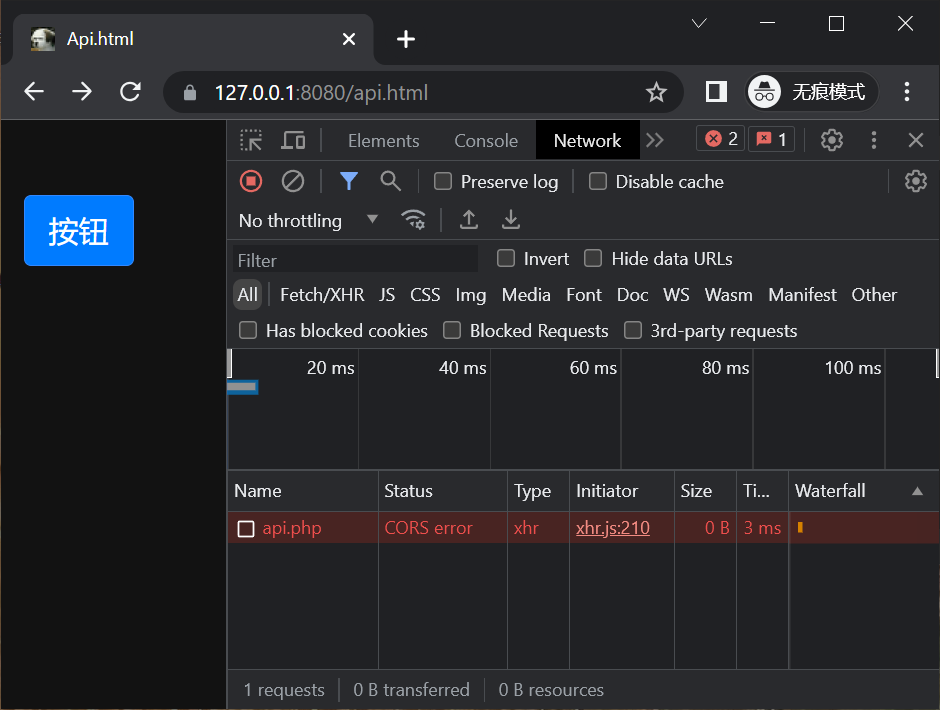 Api.html
127.0.0.1:8080/api.html 无痕模式
按钮
Elements Console Network 2 1
Preserve log Disable cache
No throttling
Filter Invert Hide data URLs
All Fetch/XHR JS CSS Img Media Font Doc WS Wasm Manifest Other
Has blocked cookies Blocked Requests 3rd-party requests
20 ms 40 ms 60 ms 80 ms 100 ms
Name Status Type Initiator Size Ti... Waterfall
api.php CORS error xhr xhr.js:210 0 B 3 ms
1 requests 0 B transferred 0 B resources